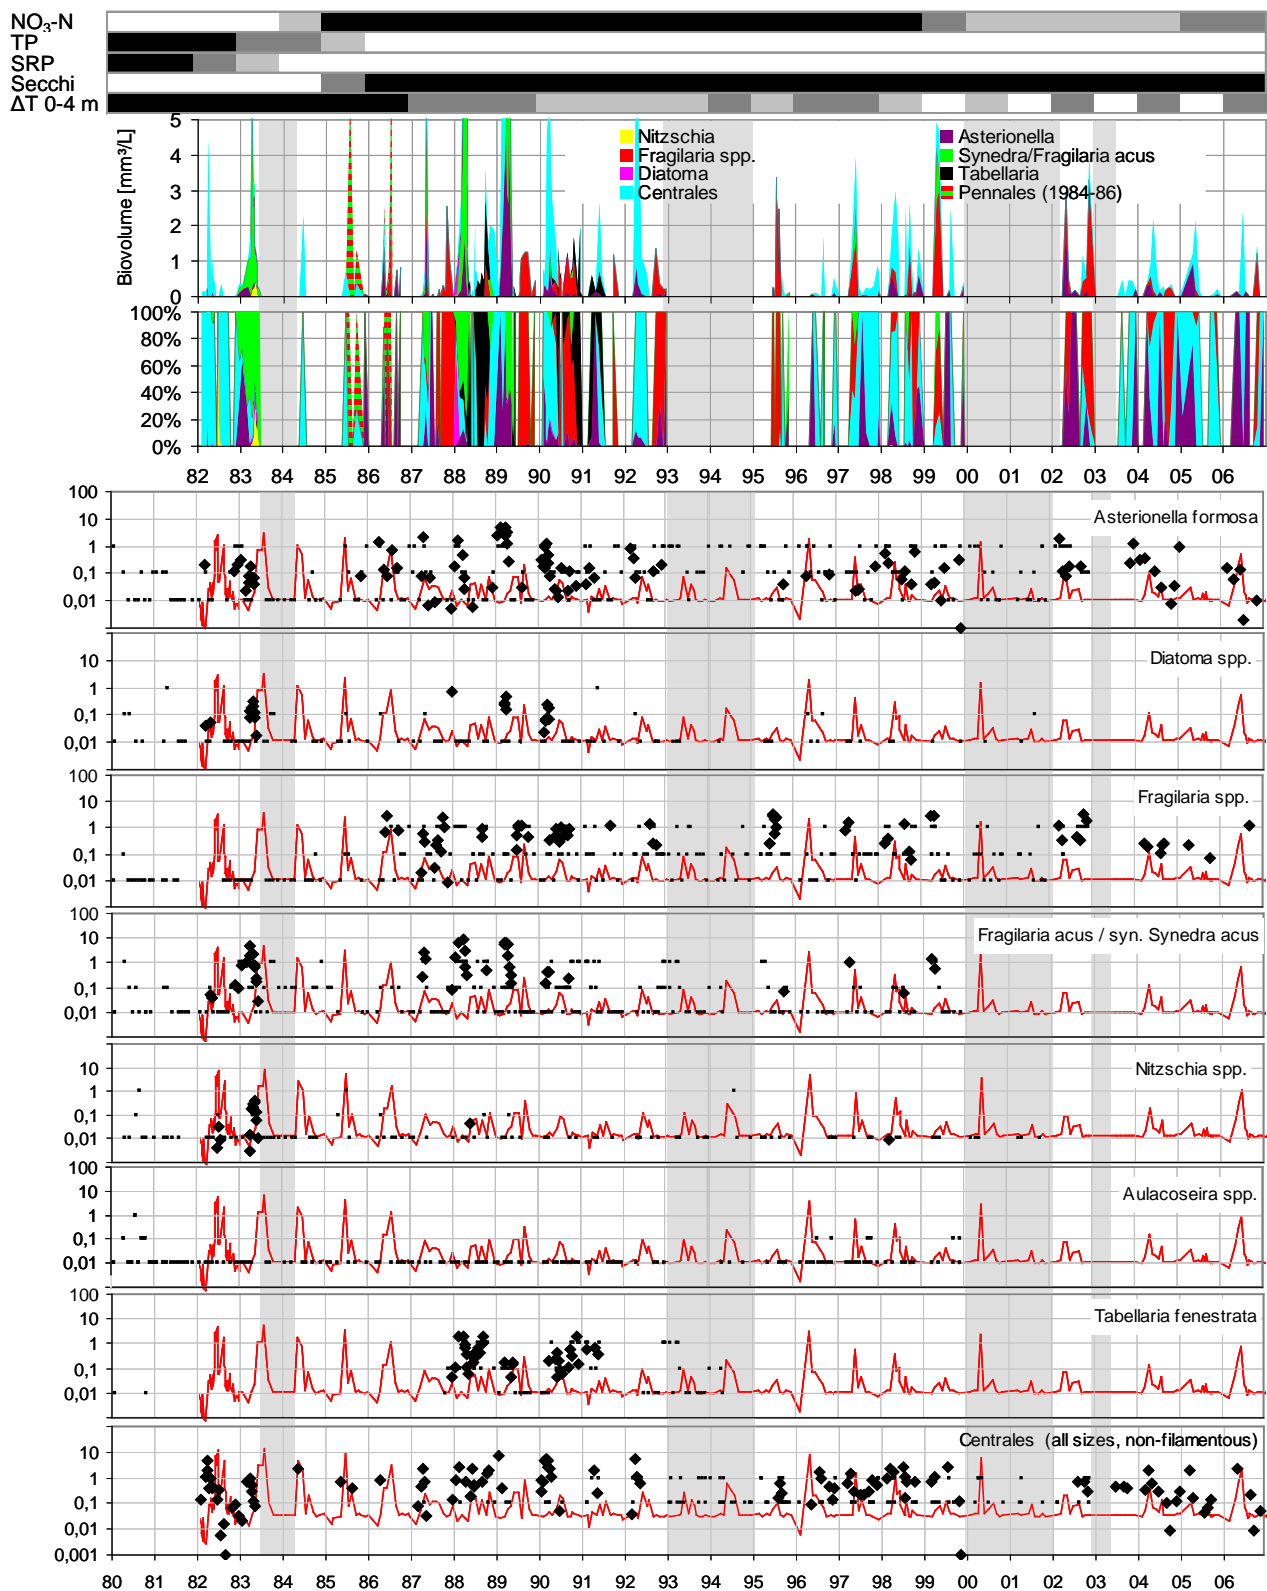 NO₃-N
TP
SRP
Secchi
ΔT 0-4 m
Biovolume [mm³/L]
5
4
3
2
1
0
Nitzschia
Fragilaria spp.
Diatoma
Centrales
Asterionella
Synedra/Fragilaria acus
Tabellaria
Pennales (1984-86)
100%
80%
60%
40%
20%
0%
82 83 84 85 86 87 88 89 90 91 92 93 94 95 96 97 98 99 00 01 02 03 04 05 06
Asterionella formosa
100
10
1
0,1
0,01
Diatoma spp.
10
1
0,1
0,01
Fragilaria spp.
100
10
1
0,1
0,01
Fragilaria acus / syn. Synedra acus
100
10
1
0,1
0,01
Nitzschia spp.
10
1
0,1
0,01
Aulacoseira spp.
100
10
1
0,1
0,01
Tabellaria fenestrata
100
10
1
0,1
0,01
Centrales (all sizes, non-filamentous)
10
1
0,1
0,01
0,001
80 81 82 83 84 85 86 87 88 89 90 91 92 93 94 95 96 97 98 99 00 01 02 03 04 05 06